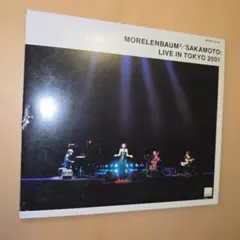 MORELENBAUM²/SAKAMOTO:
LIVE IN TOKYO 2001